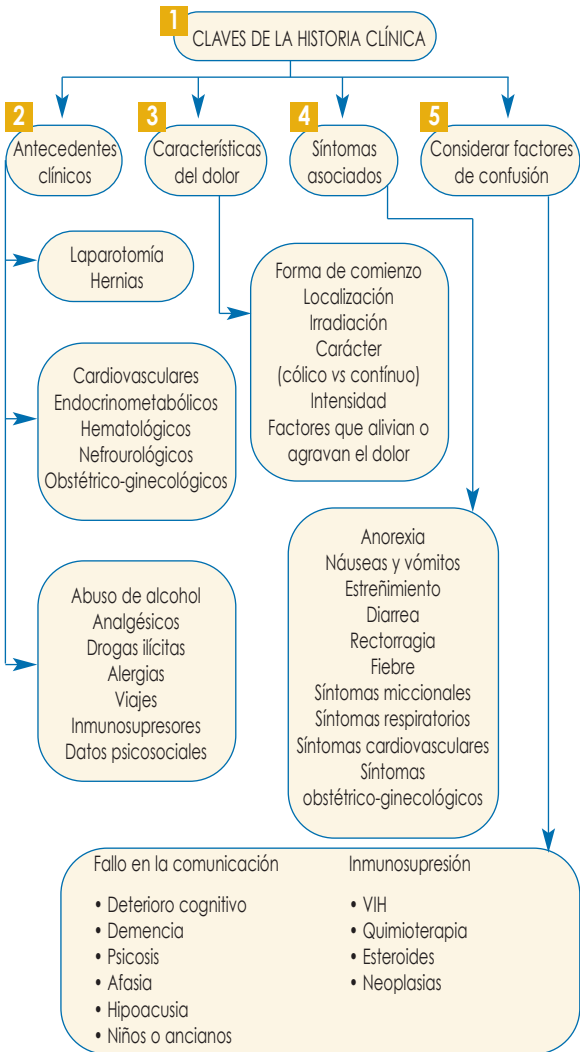 1
CLAVES DE LA HISTORIA CLÍNICA
2
Antecedentes
clínicos
3
Características
del dolor
4
Síntomas
asociados
5
Considerar factores
de confusión
Laparotomía
Hernias
Cardiovasculares
Endocrinometabólicos
Hematológicos
Nefrourológicos
Obstétrico-ginecológicos
Abuso de alcohol
Analgésicos
Drogas ilícitas
Alergias
Viajes
Inmunosupresores
Datos psicosociales
Forma de comienzo
Localización
Irradiación
Carácter
(cólico vs contínuo)
Intensidad
Factores que alivian o
agravan el dolor
Anorexia
Náuseas y vómitos
Estreñimiento
Diarrea
Rectorragia
Fiebre
Síntomas miccionales
Síntomas respiratorios
Síntomas cardiovasculares
Síntomas
obstétrico-ginecológicos
Fallo en la comunicación
• Deterioro cognitivo
• Demencia
• Psicosis
• Afasia
• Hipoacusia
• Niños o ancianos
Inmunosupresión
• VIH
• Quimioterapia
• Esteroides
• Neoplasias